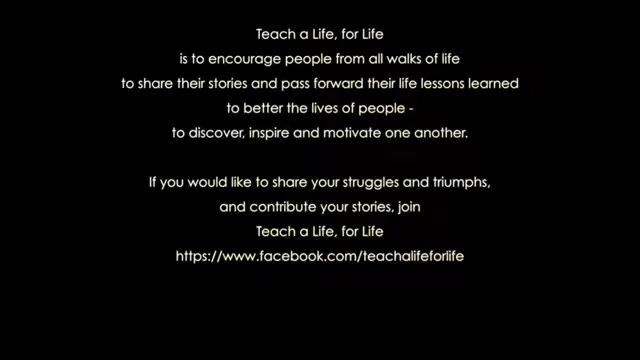 Teach a Life, for Life
is to encourage people from all walks of life
to share their stories and pass forward their life lessons learned
to better the lives of people -
to discover, inspire and motivate one another.
If you would like to share your struggles and triumphs,
and contribute your stories, join
Teach a Life, for Life
https://www.facebook.com/teachalifeforlife